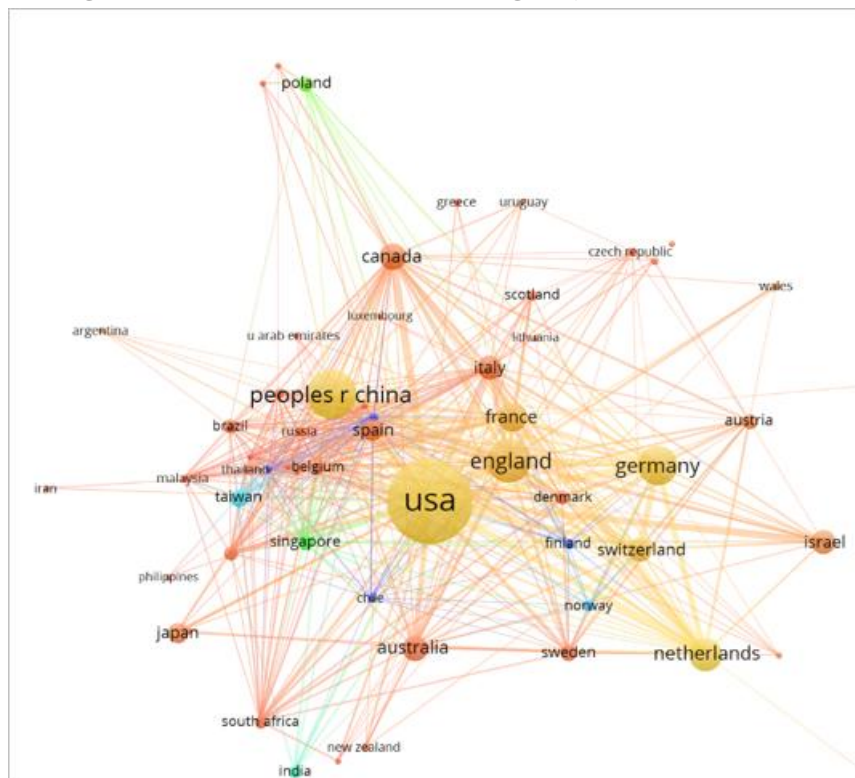 poland
greece
uruguay
canada
czech republic
wales
scotland
luxembourg
argentina
u arab emirates
lithuania
italy
peoples r china
france
brazil
russia
spain
austria
england
germany
thailand
belgium
malaysia
iran
taiwan
usa
denmark
singapore
finland
switzerland
israel
philippines
chile
norway
japan
australia
sweden
netherlands
south africa
new zealand
india